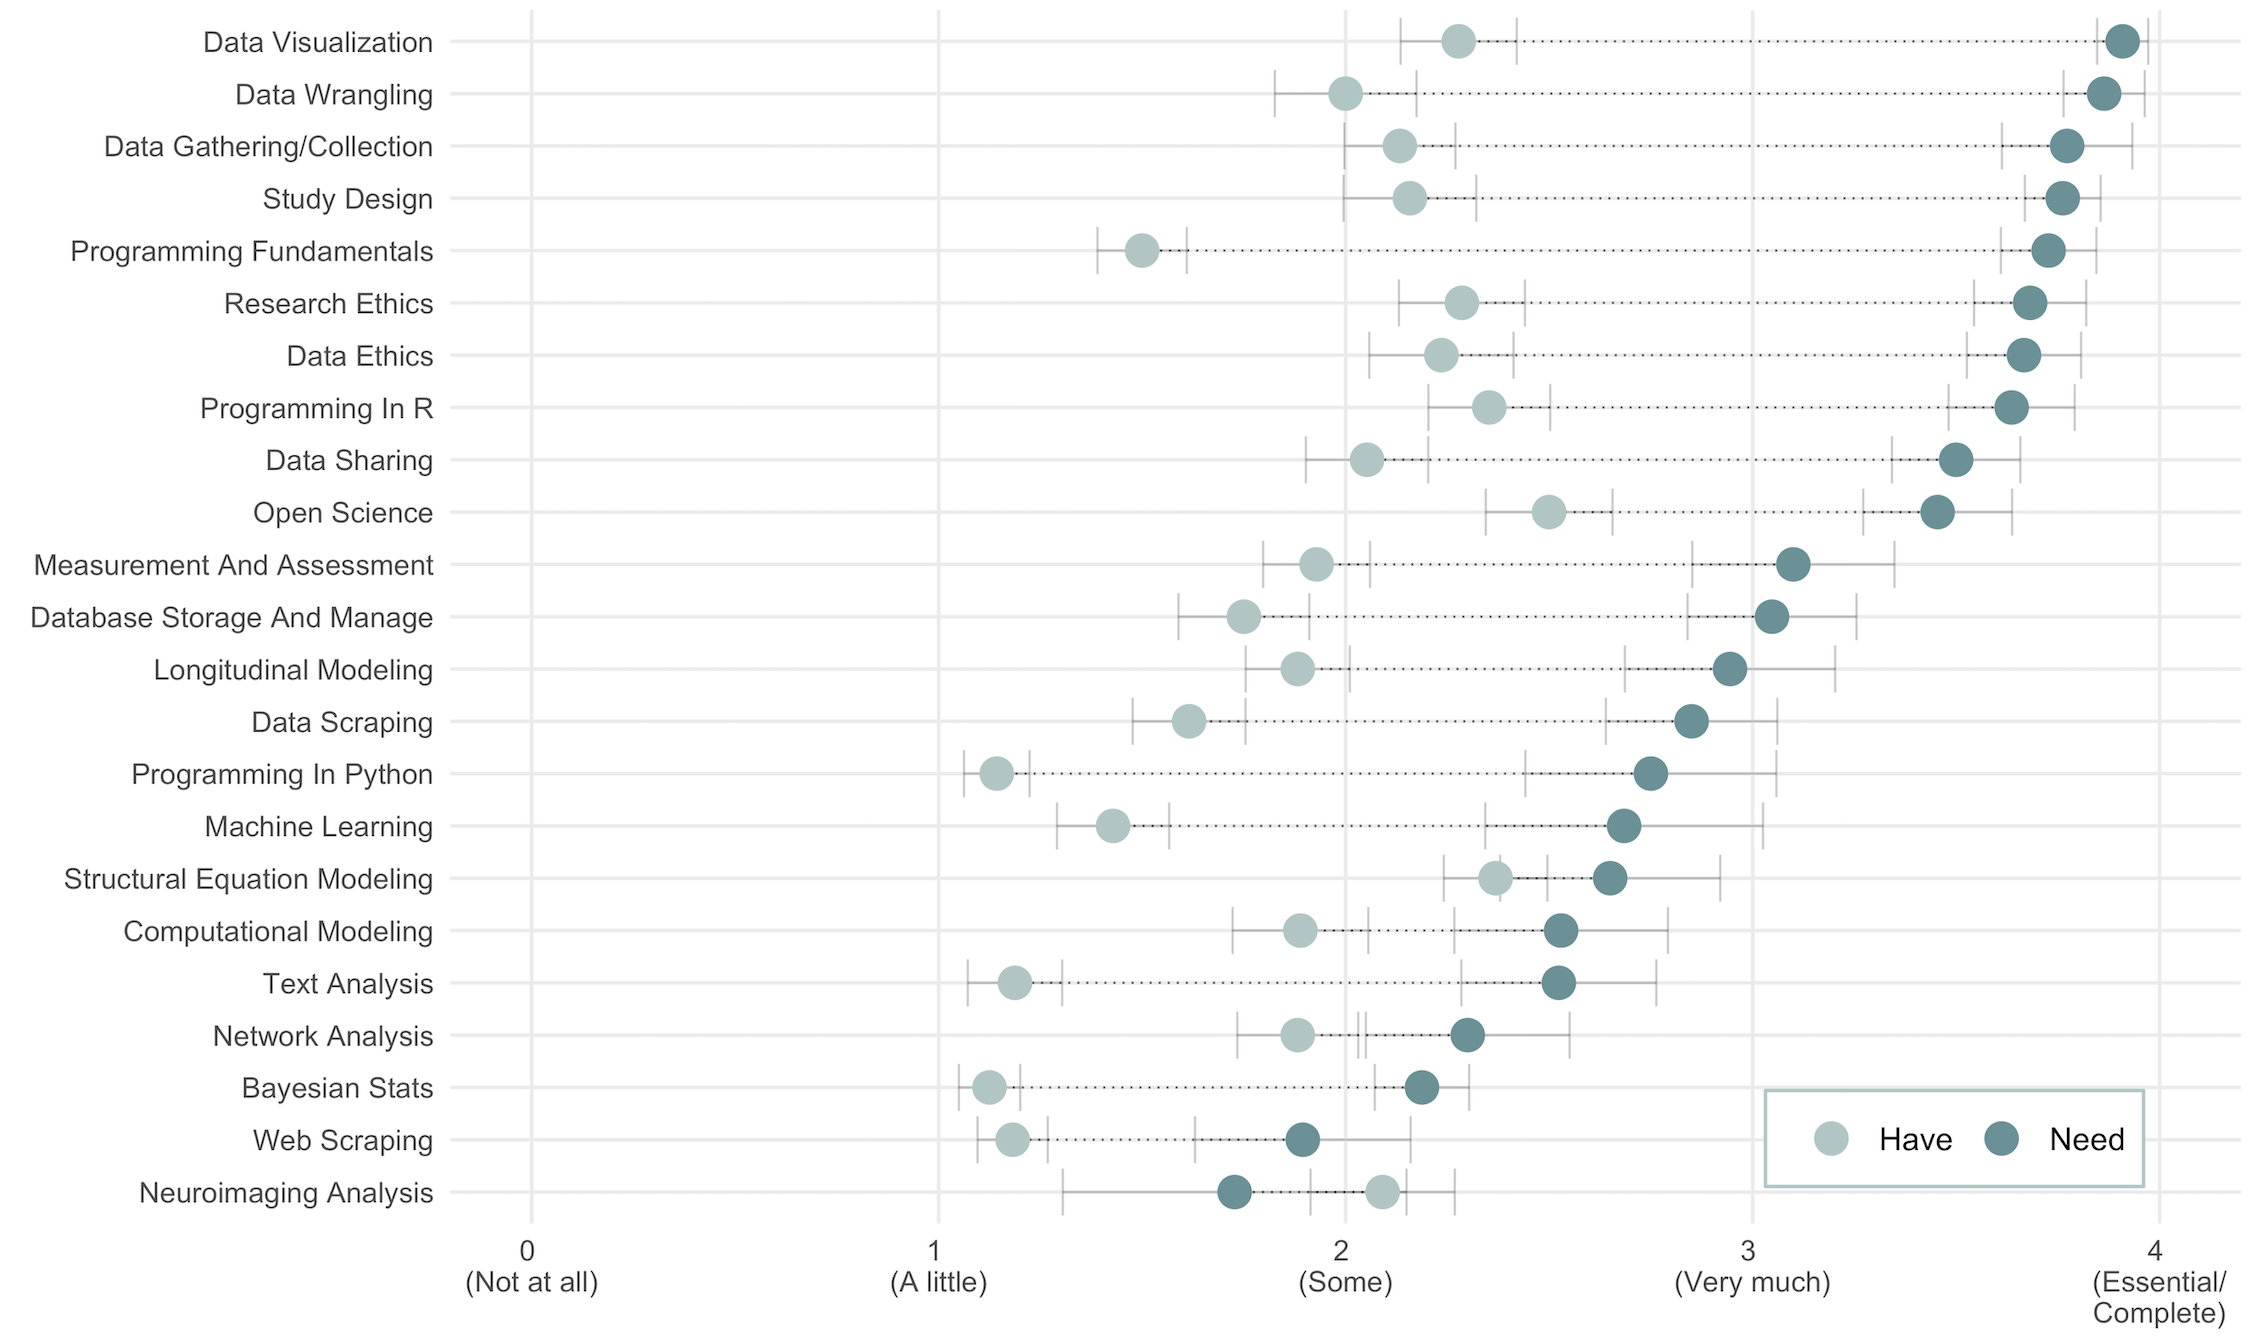 Data Visualization
Data Wrangling
Data Gathering/Collection
Study Design
Programming Fundamentals
Research Ethics
Data Ethics
Programming In R
Data Sharing
Open Science
Measurement And Assessment
Database Storage And Manage
Longitudinal Modeling
Data Scraping
Programming In Python
Machine Learning
Structural Equation Modeling
Computational Modeling
Text Analysis
Network Analysis
Bayesian Stats
Web Scraping
Neuroimaging Analysis
Have Need
0 1 2 3 4
(Not at all) (A little) (Some) (Very much) (Essential/
Complete)